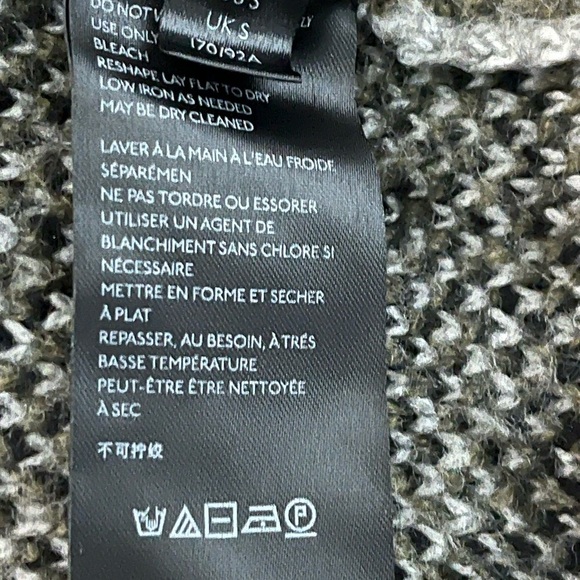 UK S
170/92A
DO NOT
USE ONLY
BLEACH
RESHAPE LAY FLAT TO DRY
LOW IRON AS NEEDED
MAY BE DRY CLEANED
LAVER À LA MAIN À L'EAU FROIDE
SÉPARÉMEN
NE PAS TORDRE OU ESSORER
UTILISER UN AGENT DE
BLANCHIMENT SANS CHLORE SI
NÉCESSAIRE
METTRE EN FORME ET SECHER
À PLAT
REPASSER, AU BESOIN, À TRÉS
BASSE TEMPÉRATURE
PEUT-ÊTRE ÊTRE NETTOYÉE
À SEC
不可拧绞
P